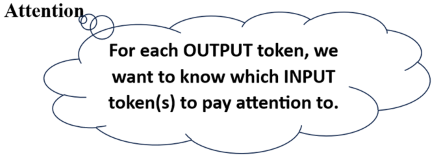 Attention
For each OUTPUT token, we
want to know which INPUT
token(s) to pay attention to.